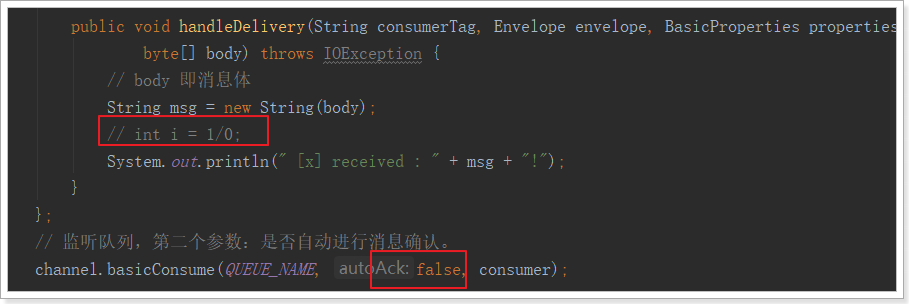 public void handleDelivery(String consumerTag, Envelope envelope, BasicProperties properties
byte[] body) throws IOException {
// body 即消息体
String msg = new String(body);
// int i = 1/0;
System.out.println(" [x] received : " + msg + "!");
}
};
// 监听队列，第二个参数：是否自动进行消息确认。
channel.basicConsume(QUEUE_NAME, autoAck: false, consumer);